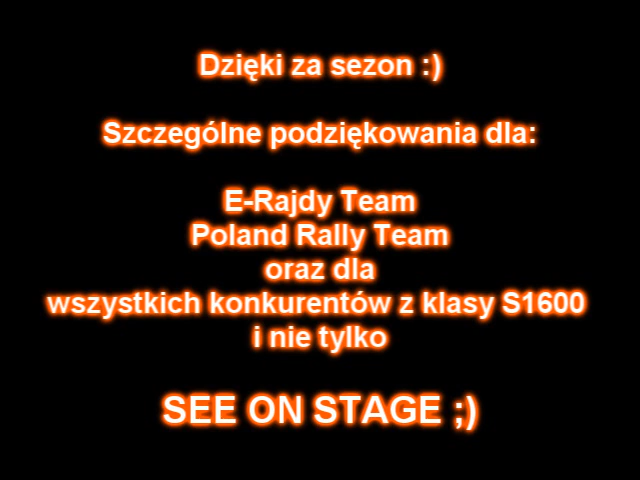 Dzięki za sezon :)
Szczególne podziękowania dla:
E-Rajdy Team
Poland Rally Team
oraz dla
wszystkich konkurentów z klasy S1600
i nie tylko
SEE ON STAGE ;)